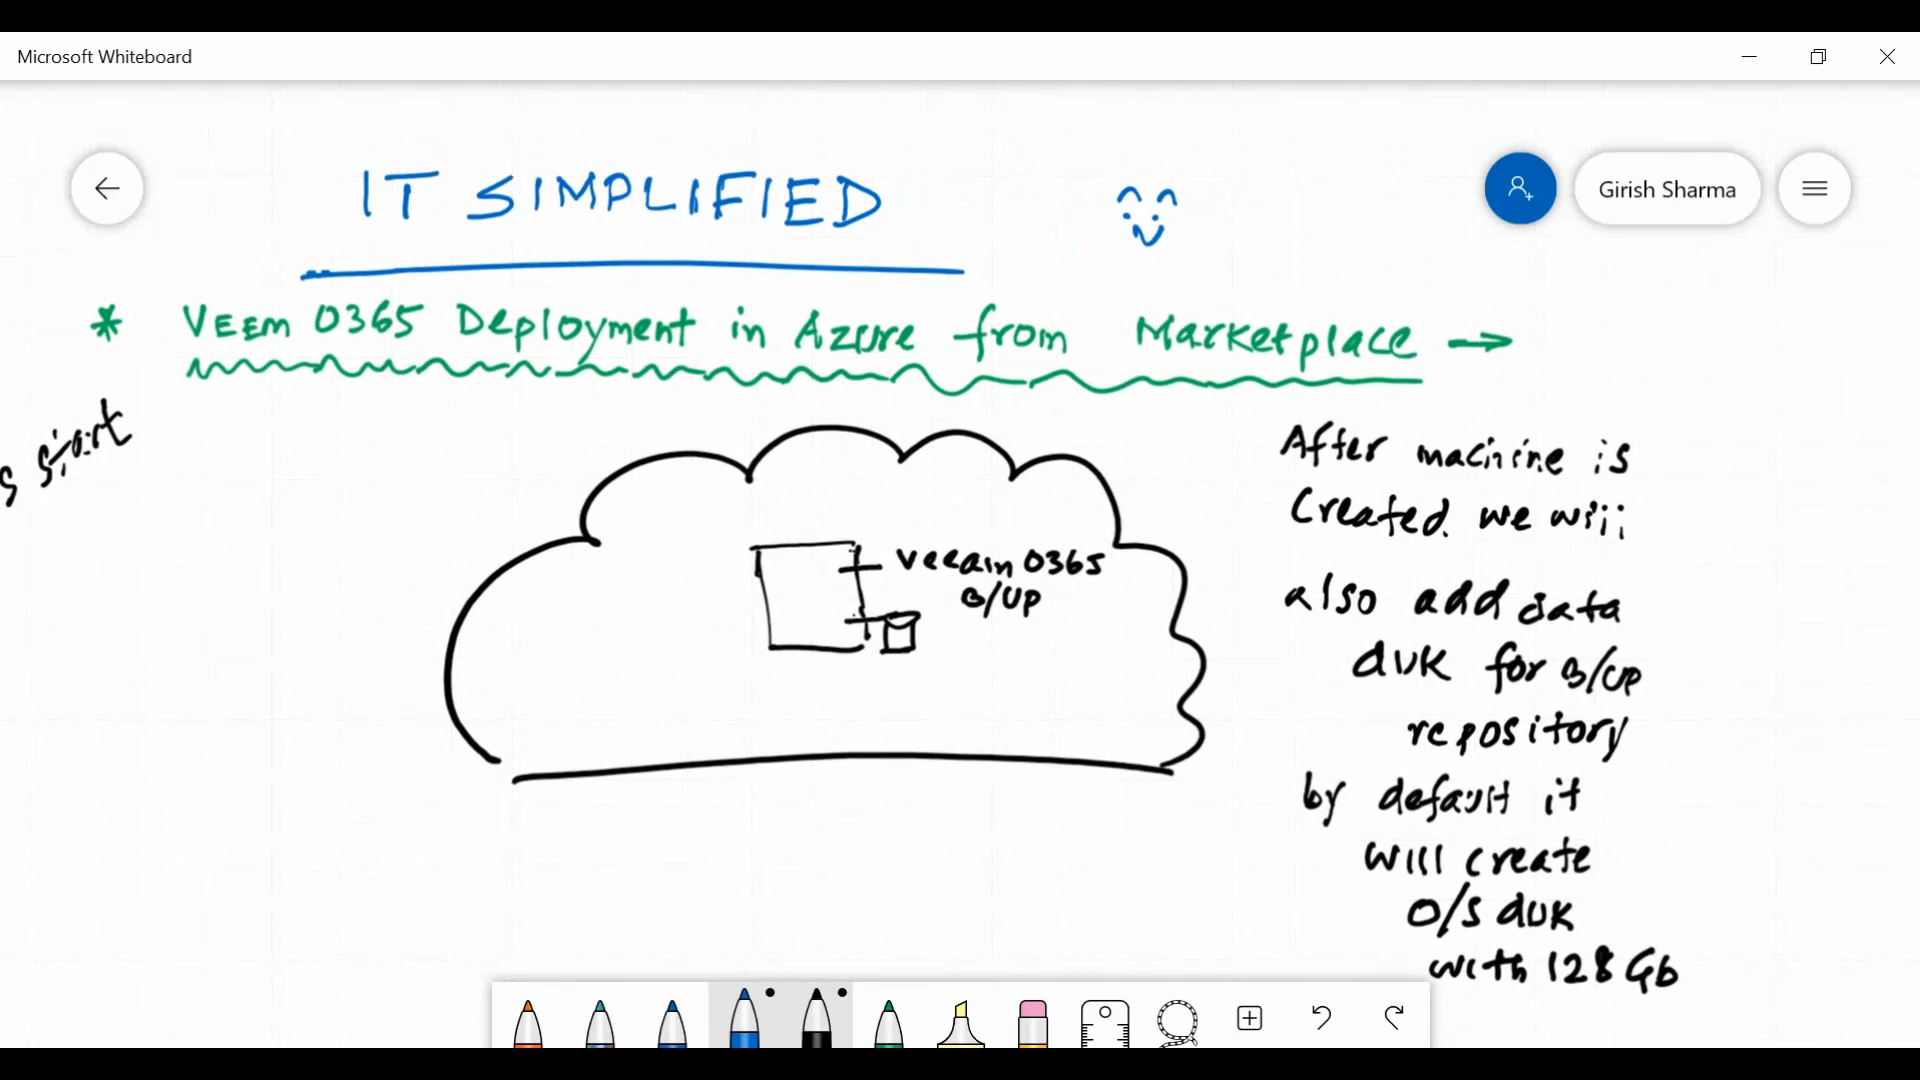 Microsoft Whiteboard
Girish Sharma
IT SIMPLIFIED
* VEEM O365 Deployment in Azure from Marketplace →
s start
Veeam O365
B/UP
After machine is
Created we will
also add data
disk for B/UP
repository
by default it
will create
O/S disk
with 128 Gb